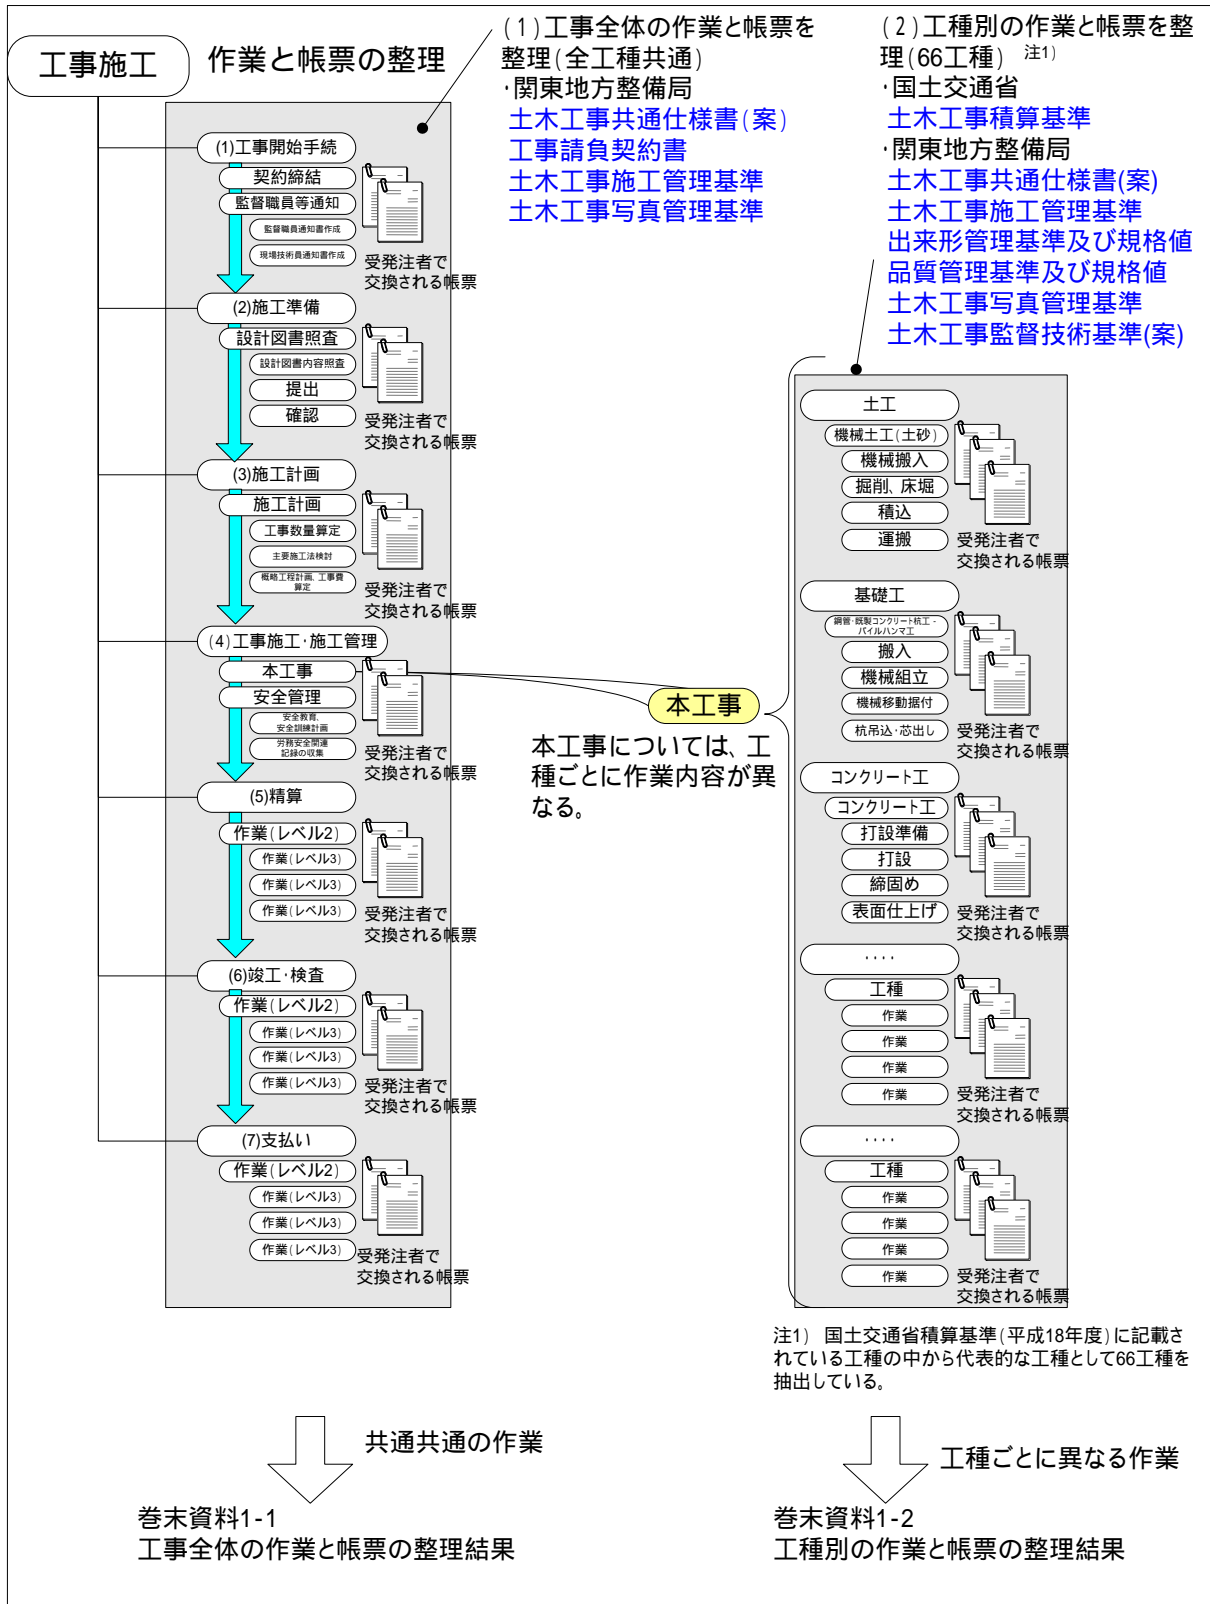 工事施工
作業と帳票の整理
(1)工事全体の作業と帳票を
整理(全工種共通)
・関東地方整備局
土木工事共通仕様書(案)
工事請負契約書
土木工事施工管理基準
土木工事写真管理基準
(2)工種別の作業と帳票を整
理(66工種) 注1)
・国土交通省
土木工事積算基準
・関東地方整備局
土木工事共通仕様書(案)
土木工事施工管理基準
出来形管理基準及び規格値
品質管理基準及び規格値
土木工事写真管理基準
土木工事監督技術基準(案)
(1)工事開始手続
契約締結
監督職員等通知
監督職員通知書作成
現場技術員通知書作成
受発注者で
交換される帳票
(2)施工準備
設計図書照査
設計図書内容照査
提出
確認
受発注者で
交換される帳票
(3)施工計画
施工計画
工事数量算定
主要施工法検討
概略工程計画、工事費
算定
受発注者で
交換される帳票
(4)工事施工・施工管理
本工事
安全管理
安全教育、
安全訓練計画
労務安全関連
記録の収集
受発注者で
交換される帳票
(5)精算
作業(レベル2)
作業(レベル3)
作業(レベル3)
作業(レベル3)
受発注者で
交換される帳票
(6)竣工・検査
作業(レベル2)
作業(レベル3)
作業(レベル3)
作業(レベル3)
受発注者で
交換される帳票
(7)支払い
作業(レベル2)
作業(レベル3)
作業(レベル3)
作業(レベル3)
受発注者で
交換される帳票
本工事
本工事については、工
種ごとに作業内容が異
なる。
土工
機械土工(土砂)
機械搬入
掘削、床堀
積込
運搬
受発注者で
交換される帳票
基礎工
鋼管・既製コンクリート杭工-
パイルハンマ工
搬入
機械組立
機械移動据付
杭吊込・芯出し
受発注者で
交換される帳票
コンクリート工
コンクリート工
打設準備
打設
締固め
表面仕上げ
受発注者で
交換される帳票
・・・・
工種
作業
作業
作業
作業
受発注者で
交換される帳票
・・・・
工種
作業
作業
作業
作業
受発注者で
交換される帳票
注1) 国土交通省積算基準(平成18年度)に記載さ
れている工種の中から代表的な工種として66工種を
抽出している。
共通共通の作業
工種ごとに異なる作業
巻末資料1-1
工事全体の作業と帳票の整理結果
巻末資料1-2
工種別の作業と帳票の整理結果